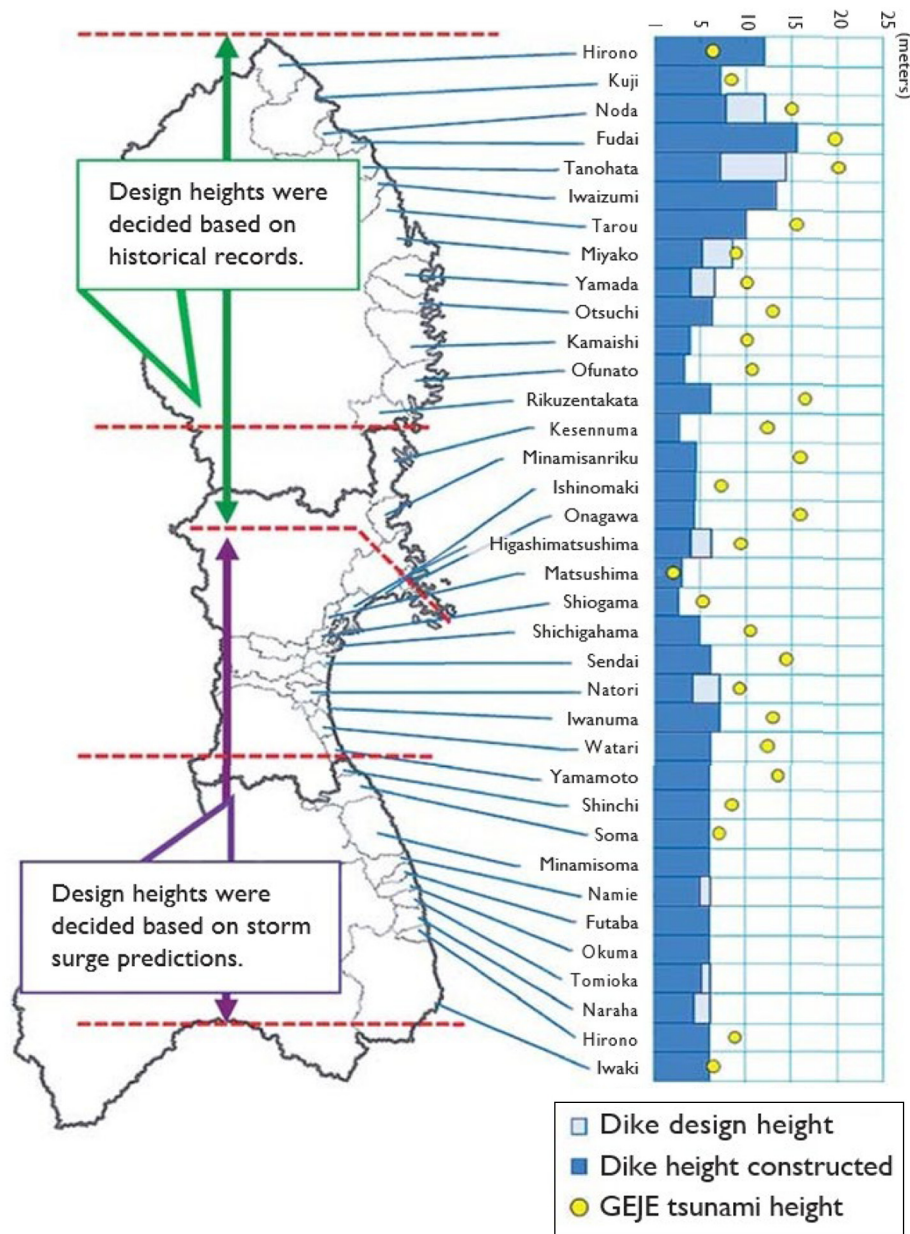 5
10
15
20
25
(meters)
Hirono
Kuji
Noda
Fudai
Tanohata
Iwaizumi
Tarou
Miyako
Yamada
Otsuchi
Kamaishi
Ofunato
Rikuzentakata
Kesennuma
Minamisanriku
Ishinomaki
Onagawa
Higashimatsushima
Matsushima
Shiogama
Shichigahama
Sendai
Natori
Iwanuma
Watari
Yamamoto
Shinchi
Soma
Minamisoma
Namie
Futaba
Okuma
Tomioka
Naraha
Hirono
Iwaki
Design heights were
decided based on
historical records.
Design heights were
decided based on storm
surge predictions.
Dike design height
Dike height constructed
GEJE tsunami height